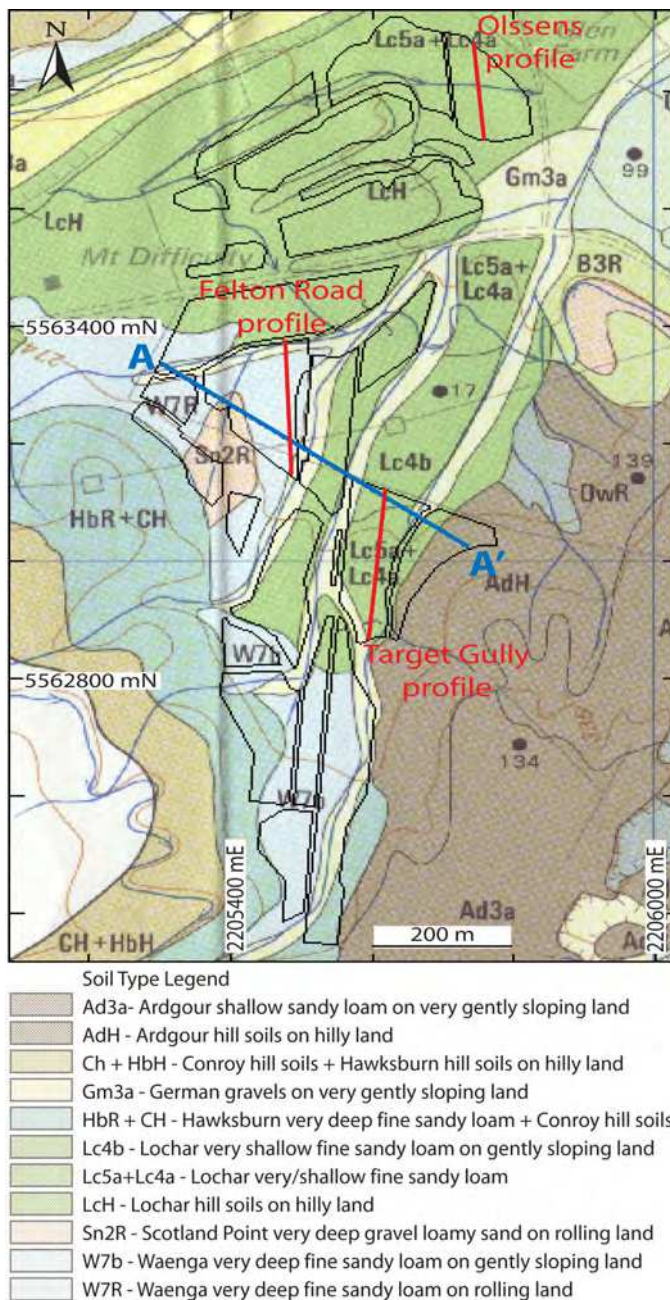 N
Lc5a+Lc4a
Olssens
profile
Glen
Farm
3a
99
Gm3a
LcH
LcH
Mt Difficulty
Lc5a+
Lc4a
B3R
Felton Road
profile
5563400 mN
274
A
W7R
17
Sn2R
Lc4b
139
HbR + CH
DwR
Lc5a+
Lc4a
A'
AdH
W7b
Target Gully
profile
5562800 mN
134
W7b
2205400 mE
2206000 mE
Ad3a
CH + HbH
200 m
Soil Type Legend
Ad3a- Ardgour shallow sandy loam on very gently sloping land
AdH - Ardgour hill soils on hilly land
Ch + HbH - Conroy hill soils + Hawksburn hill soils on hilly land
Gm3a - German gravels on very gently sloping land
HbR + CH - Hawksburn very deep fine sandy loam + Conroy hill soils
Lc4b - Lochar very shallow fine sandy loam on gently sloping land
Lc5a+Lc4a - Lochar very/shallow fine sandy loam
LcH - Lochar hill soils on hilly land
Sn2R - Scotland Point very deep gravel loamy sand on rolling land
W7b - Waenga very deep fine sandy loam on gently sloping land
W7R - Waenga very deep fine sandy loam on rolling land